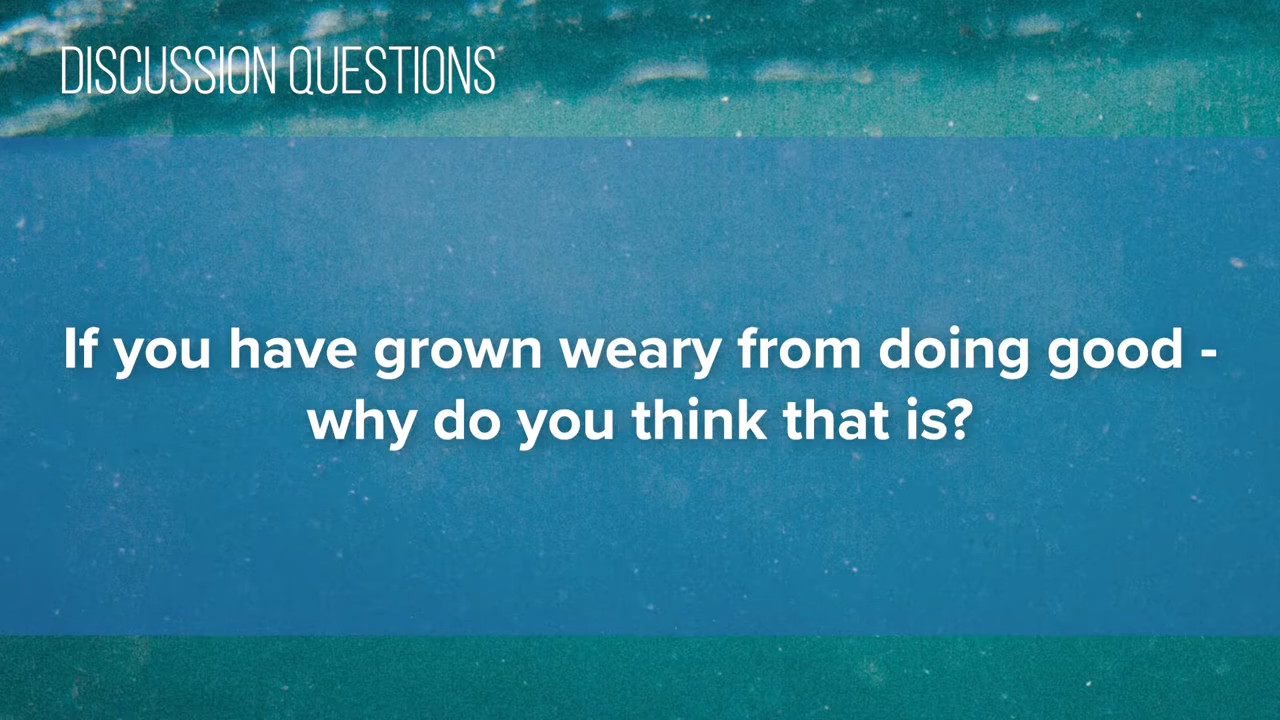 DISCUSSION QUESTIONS
If you have grown weary from doing good -
why do you think that is?